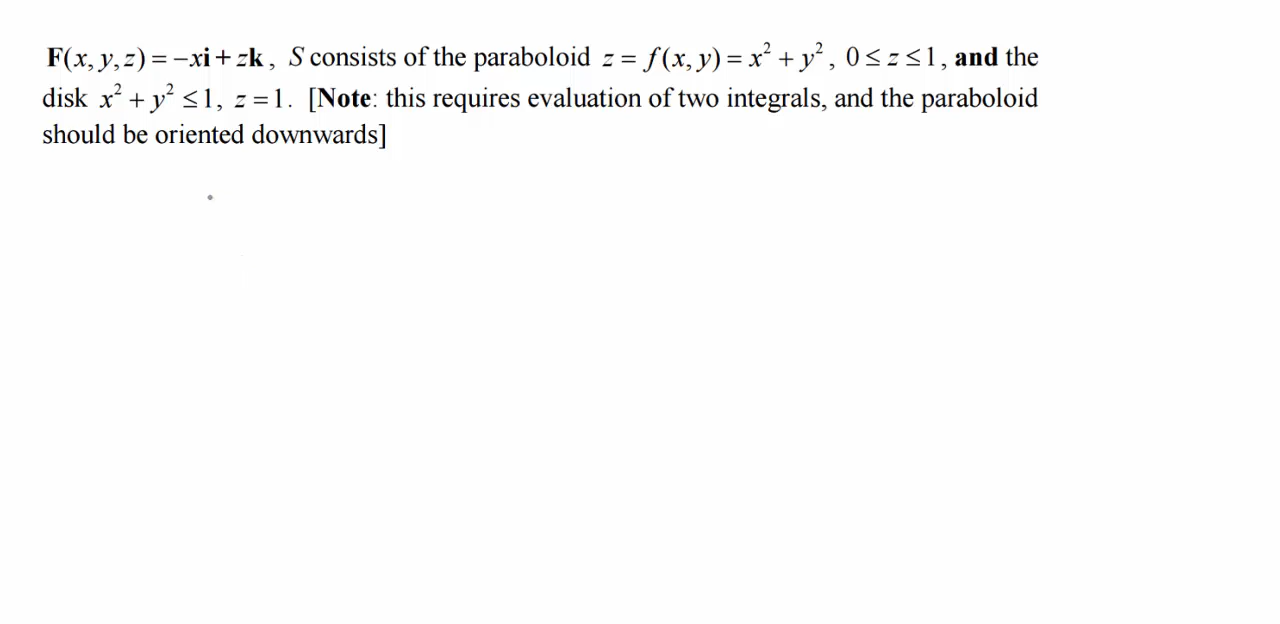 F(x, y, z) = −xi + zk , S consists of the paraboloid z = f(x, y) = x² + y² , 0 ≤ z ≤ 1, and the
disk x² + y² ≤ 1, z = 1. [Note: this requires evaluation of two integrals, and the paraboloid
should be oriented downwards]